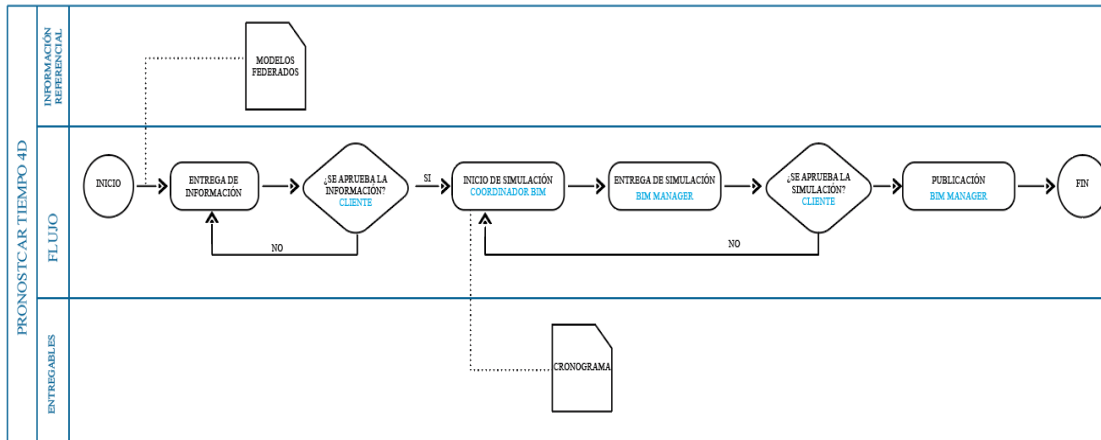 PRONOSTCAR TIEMPO 4D
INFORMACIÓN
REFERENCIAL
MODELOS
FEDERADOS
FLUJO
INICIO
ENTREGA DE
INFORMACIÓN
¿SE APRUEBA LA
INFORMACIÓN?
CLIENTE
SI
NO
INICIO DE SIMULACIÓN
COORDINADOR BIM
ENTREGA DE SIMULACIÓN
BIM MANAGER
¿SE APRUEBA LA
SIMULACIÓN?
CLIENTE
NO
PUBLICACIÓN
BIM MANAGER
FIN
ENTREGABLES
CRONOGRAMA